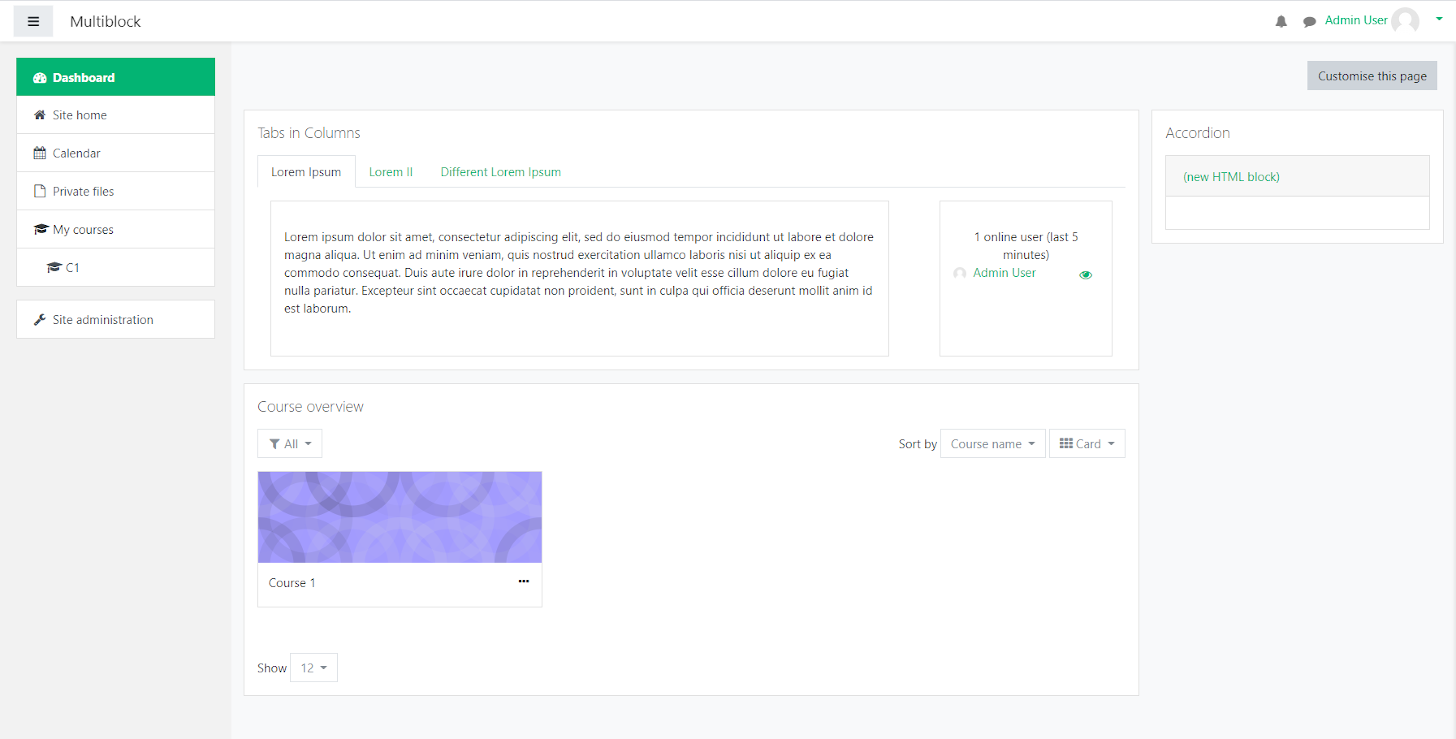 Multiblock
Admin User
Dashboard
Site home
Calendar
Private files
My courses
C1
Site administration
Customise this page
Tabs in Columns
Lorem Ipsum
Lorem II
Different Lorem Ipsum
Lorem ipsum dolor sit amet, consectetur adipiscing elit, sed do eiusmod tempor incididunt ut labore et dolore
magna aliqua. Ut enim ad minim veniam, quis nostrud exercitation ullamco laboris nisi ut aliquip ex ea
commodo consequat. Duis aute irure dolor in reprehenderit in voluptate velit esse cillum dolore eu fugiat
nulla pariatur. Excepteur sint occaecat cupidatat non proident, sunt in culpa qui officia deserunt mollit anim id
est laborum.
1 online user (last 5
minutes)
Admin User
Accordion
(new HTML block)
Course overview
All
Sort by Course name Card
Course 1
Show 12